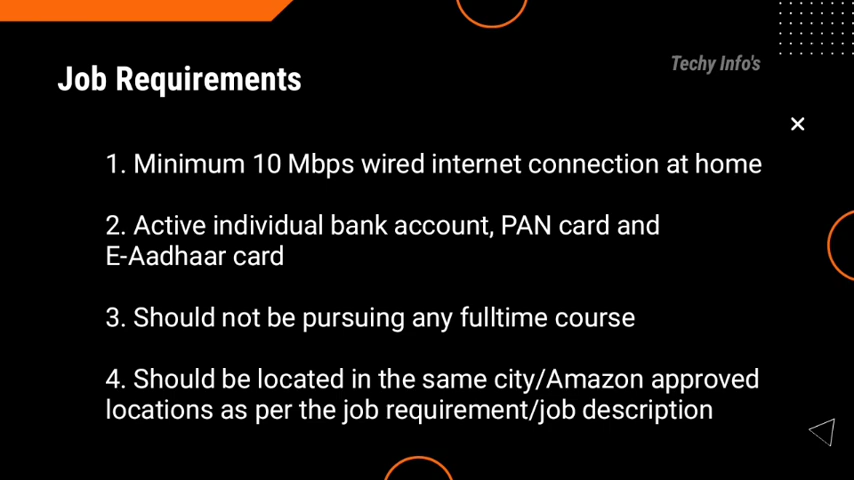 Techy Info's
Job Requirements
1. Minimum 10 Mbps wired internet connection at home
2. Active individual bank account, PAN card and
E-Aadhaar card
3. Should not be pursuing any fulltime course
4. Should be located in the same city/Amazon approved
locations as per the job requirement/job description